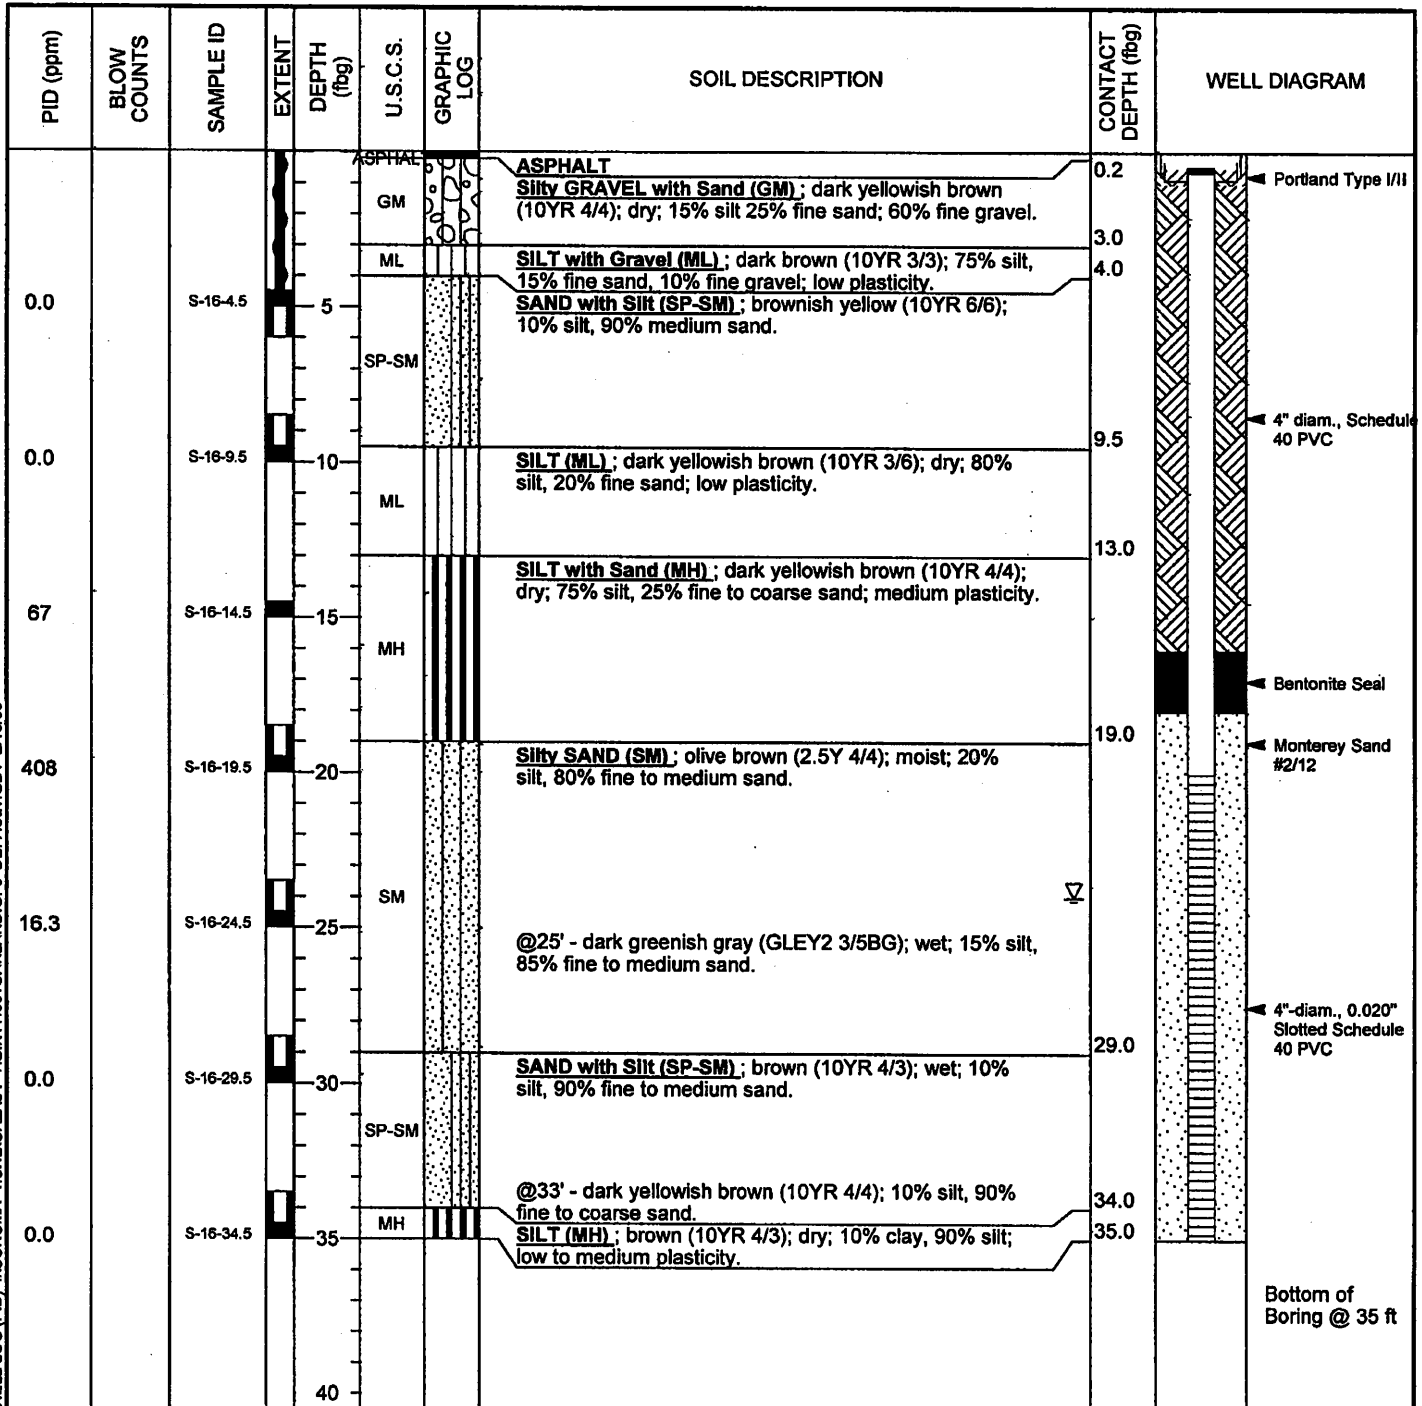 PID (ppm)
BLOW
COUNTS
SAMPLE ID
EXTENT
DEPTH
(fbg)
U.S.C.S.
GRAPHIC
LOG
SOIL DESCRIPTION
CONTACT
DEPTH (fbg)
WELL DIAGRAM
ASPHAL
ASPHALT
0.2
Portland Type I/II
GM
Silty GRAVEL with Sand (GM) ; dark yellowish brown
(10YR 4/4); dry; 15% silt 25% fine sand; 60% fine gravel.
3.0
ML
SILT with Gravel (ML) ; dark brown (10YR 3/3); 75% silt,
15% fine sand, 10% fine gravel; low plasticity.
4.0
0.0
S-16-4.5
5
SAND with Silt (SP-SM) ; brownish yellow (10YR 6/6);
10% silt, 90% medium sand.
SP-SM
4" diam., Schedule
40 PVC
9.5
0.0
S-16-9.5
10
SILT (ML) ; dark yellowish brown (10YR 3/6); dry; 80%
silt, 20% fine sand; low plasticity.
ML
13.0
SILT with Sand (MH) ; dark yellowish brown (10YR 4/4);
dry; 75% silt, 25% fine to coarse sand; medium plasticity.
67
S-16-14.5
15
MH
Bentonite Seal
19.0
Monterey Sand
#2/12
408
S-16-19.5
20
Silty SAND (SM) ; olive brown (2.5Y 4/4); moist; 20%
silt, 80% fine to medium sand.
SM
16.3
S-16-24.5
25
@25' - dark greenish gray (GLEY2 3/5BG); wet; 15% silt,
85% fine to medium sand.
4"-diam., 0.020"
Slotted Schedule
40 PVC
29.0
0.0
S-16-29.5
30
SAND with Silt (SP-SM) ; brown (10YR 4/3); wet; 10%
silt, 90% fine to medium sand.
SP-SM
@33' - dark yellowish brown (10YR 4/4); 10% silt, 90%
fine to coarse sand.
34.0
MH
0.0
S-16-34.5
35
SILT (MH) ; brown (10YR 4/3); dry; 10% clay, 90% silt;
low to medium plasticity.
35.0
Bottom of
Boring @ 35 ft
40